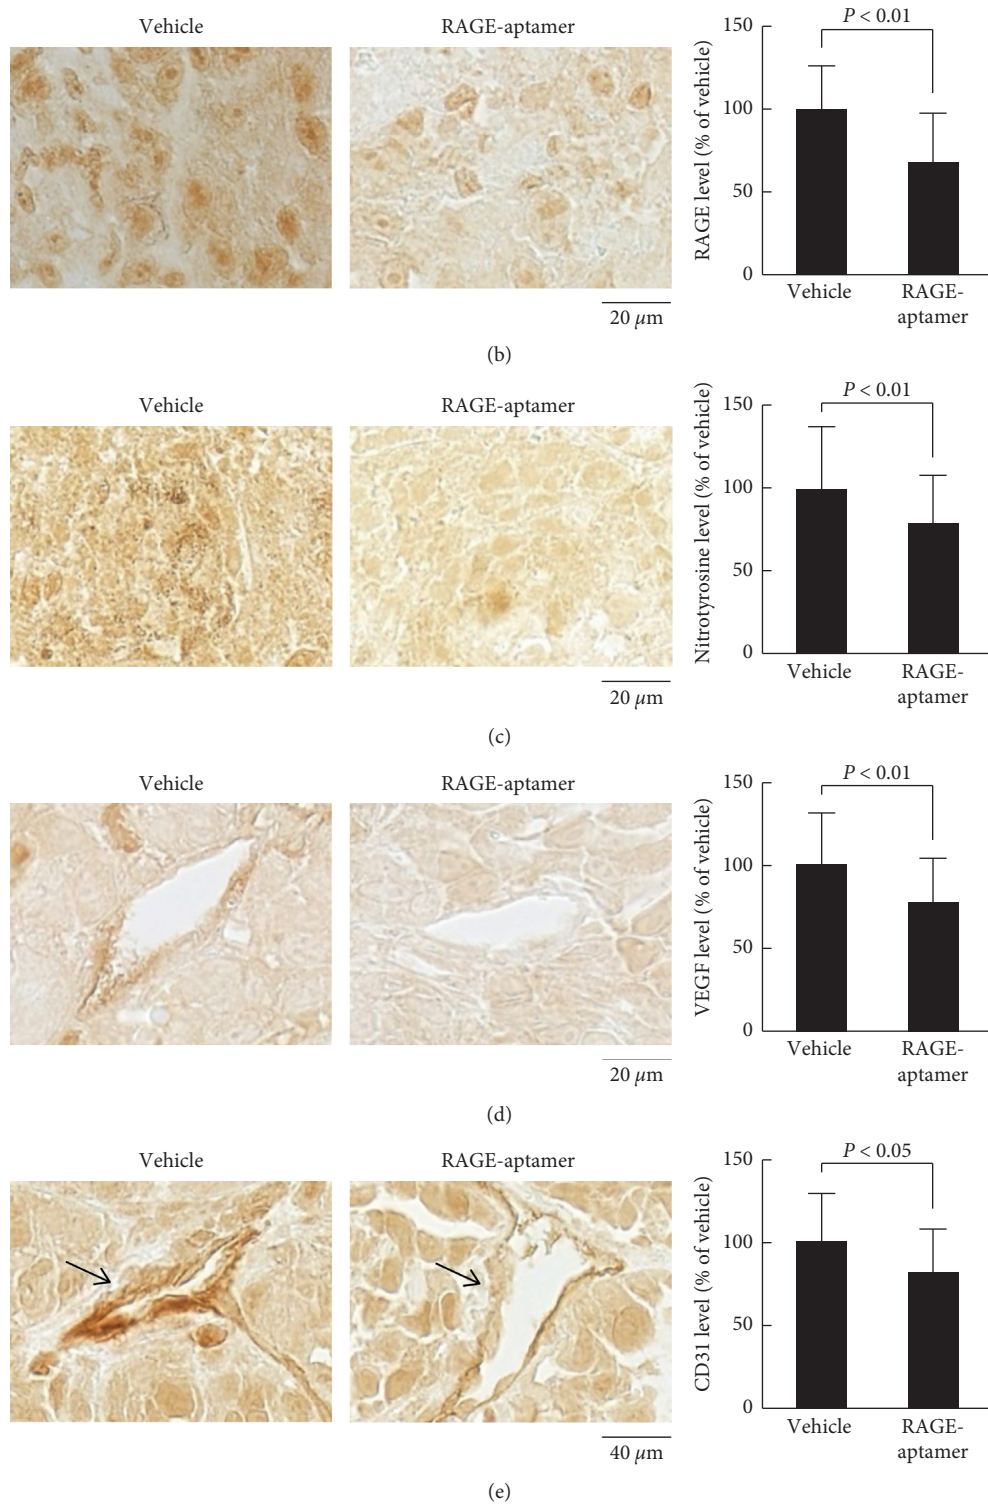 Vehicle
RAGE-aptamer
RAGE level (% of vehicle)
150
100
50
0
P < 0.01
Vehicle
RAGE-
aptamer
20 μm
(b)
Vehicle
RAGE-aptamer
Nitrotyrosine level (% of vehicle)
150
100
50
0
P < 0.01
Vehicle
RAGE-
aptamer
20 μm
(c)
Vehicle
RAGE-aptamer
VEGF level (% of vehicle)
150
100
50
0
P < 0.01
Vehicle
RAGE-
aptamer
20 μm
(d)
Vehicle
RAGE-aptamer
CD31 level (% of vehicle)
150
100
50
0
P < 0.05
Vehicle
RAGE-
aptamer
40 μm
(e)